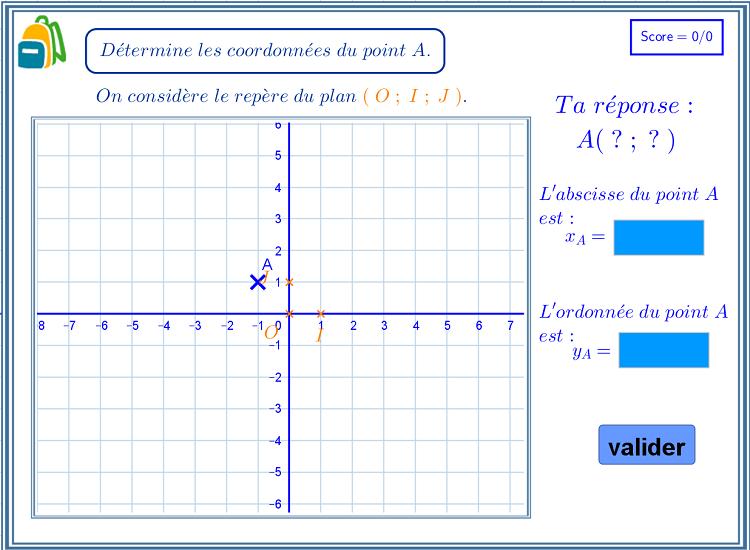 Détermine les coordonnées du point A.
Score = 0/0
On considère le repère du plan ( O ; I ; J ).
Ta réponse :
A( ? ; ? )
L'abscisse du point A
est :
x_A =
L'ordonnée du point A
est :
y_A =
valider
6
5
4
3
2
A
J
1
8 −7 −6 −5 −4 −3 −2 −1 0 1 2 3 4 5 6 7
O I
−1
−2
−3
−4
−5
−6